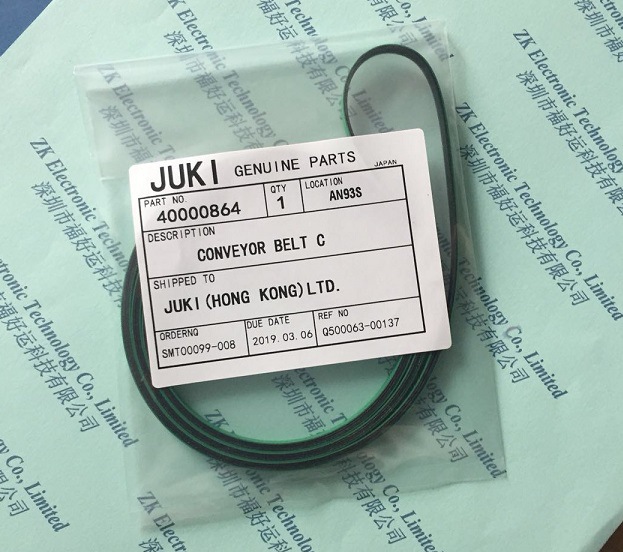 JUKI GENUINE PARTS JAPAN
PART NO. 40000864 QTY 1 LOCATION AN93S
DESCRIPTION
CONVEYOR BELT C
SHIPPED TO
JUKI (HONG KONG) LTD.
ORDERNQ SMT00099-008 DUE DATE 2019.03.06 REF NO Q500063-00137
ZK Electronic Technology Co., Limited
深圳市福好运科技有限公司